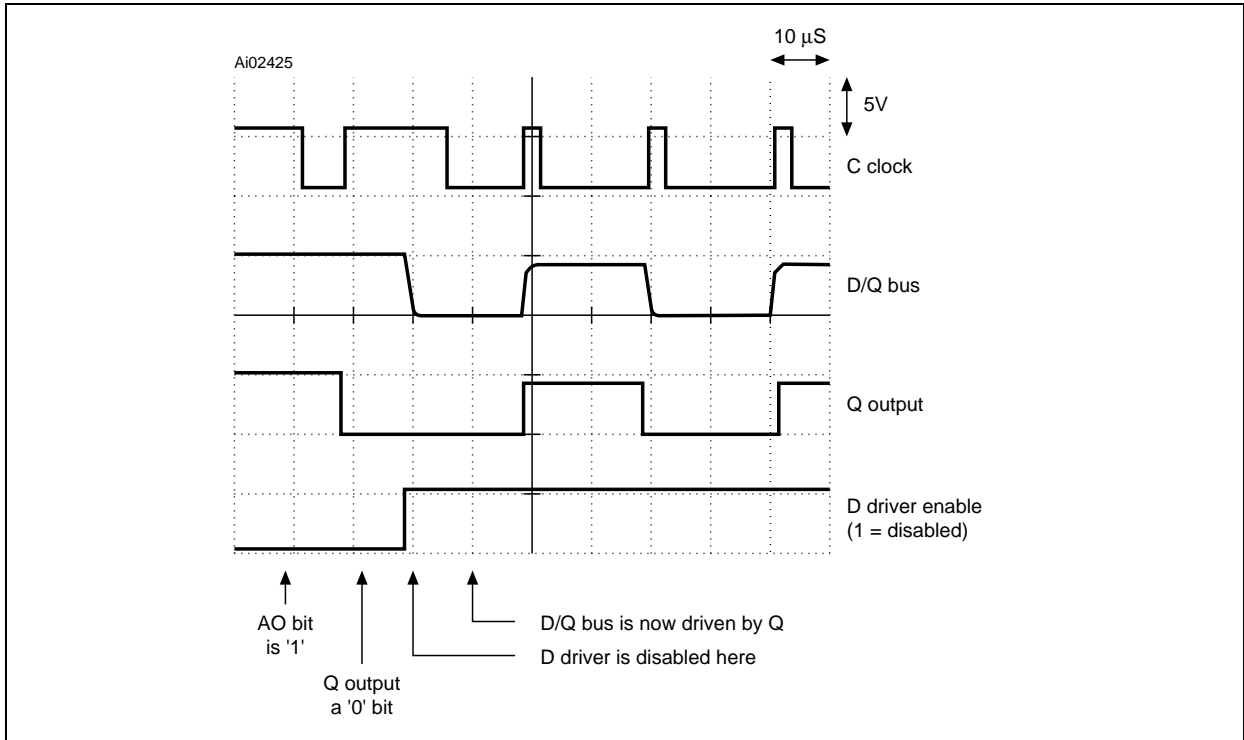 10 µS
Ai02425
5V
C clock
D/Q bus
Q output
D driver enable
(1 = disabled)
AO bit
is '1'
D/Q bus is now driven by Q
D driver is disabled here
Q output
a '0' bit